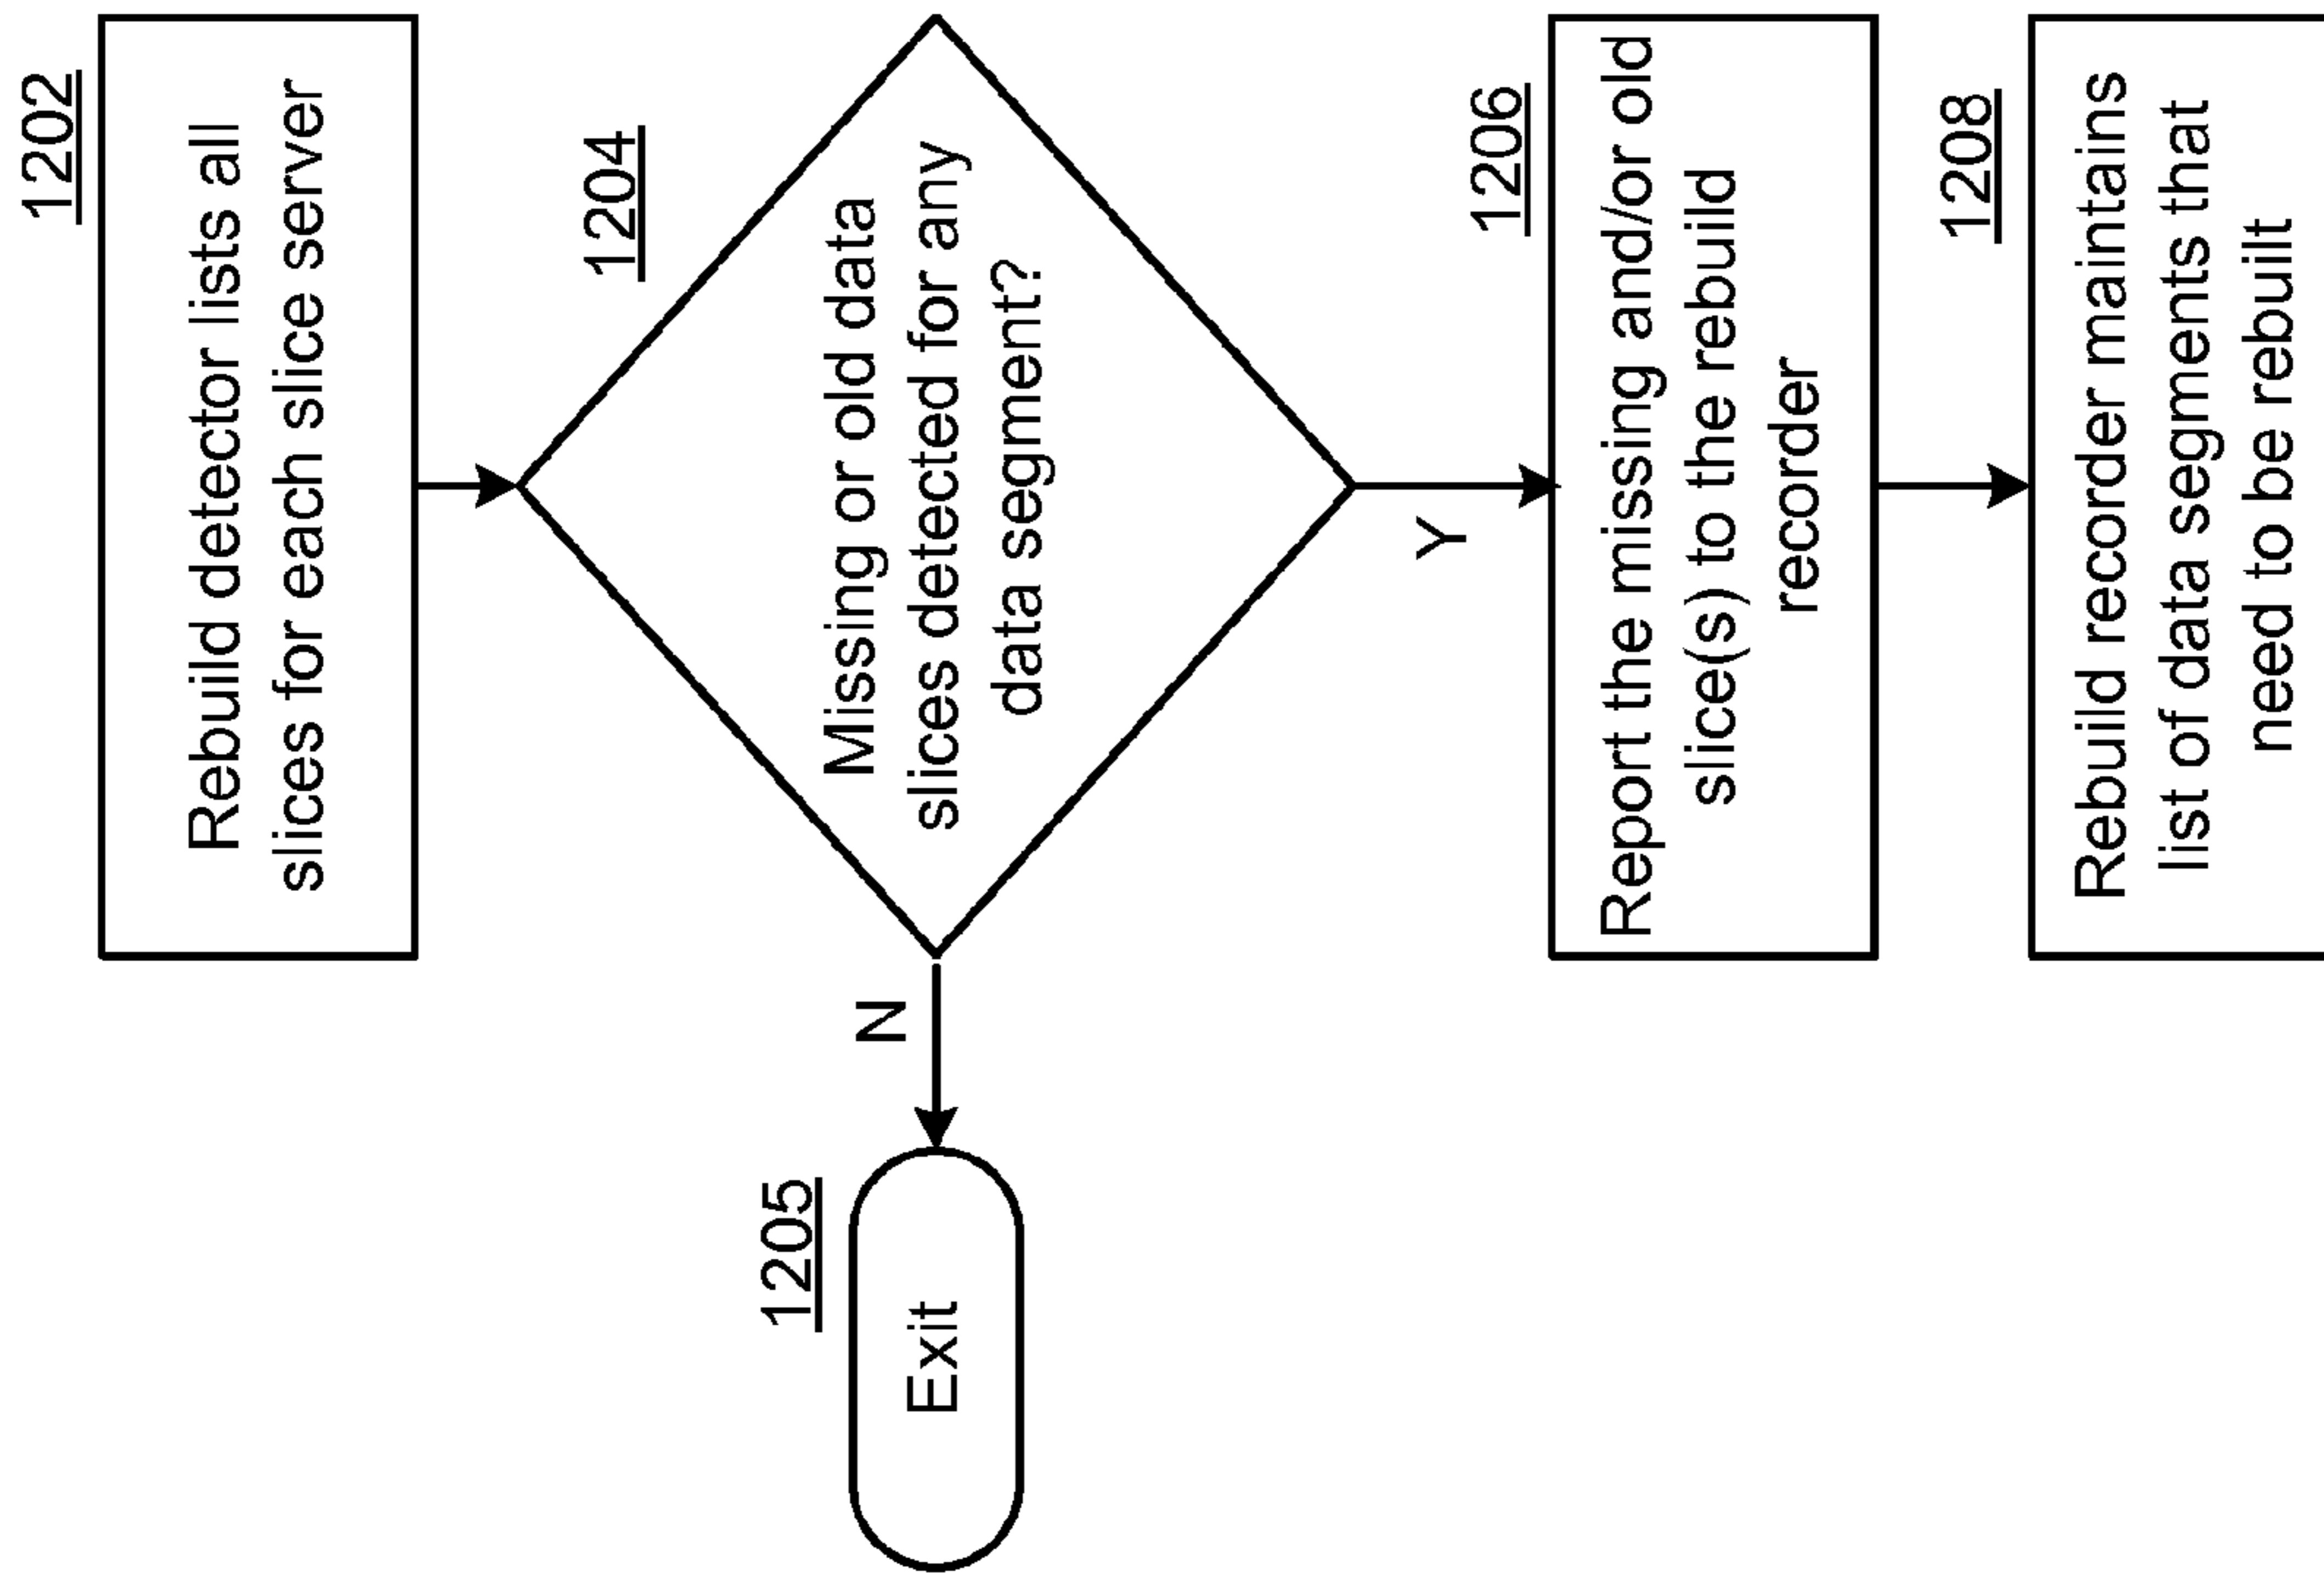 1202
Rebuild detector lists all
slices for each slice server
1204
Missing or old data
slices detected for any
data segment?
N
1205
Exit
Y
1206
Report the missing and/or old
slice(s) to the rebuild
recorder
1208
Rebuild recorder maintains
list of data segments that
need to be rebuilt